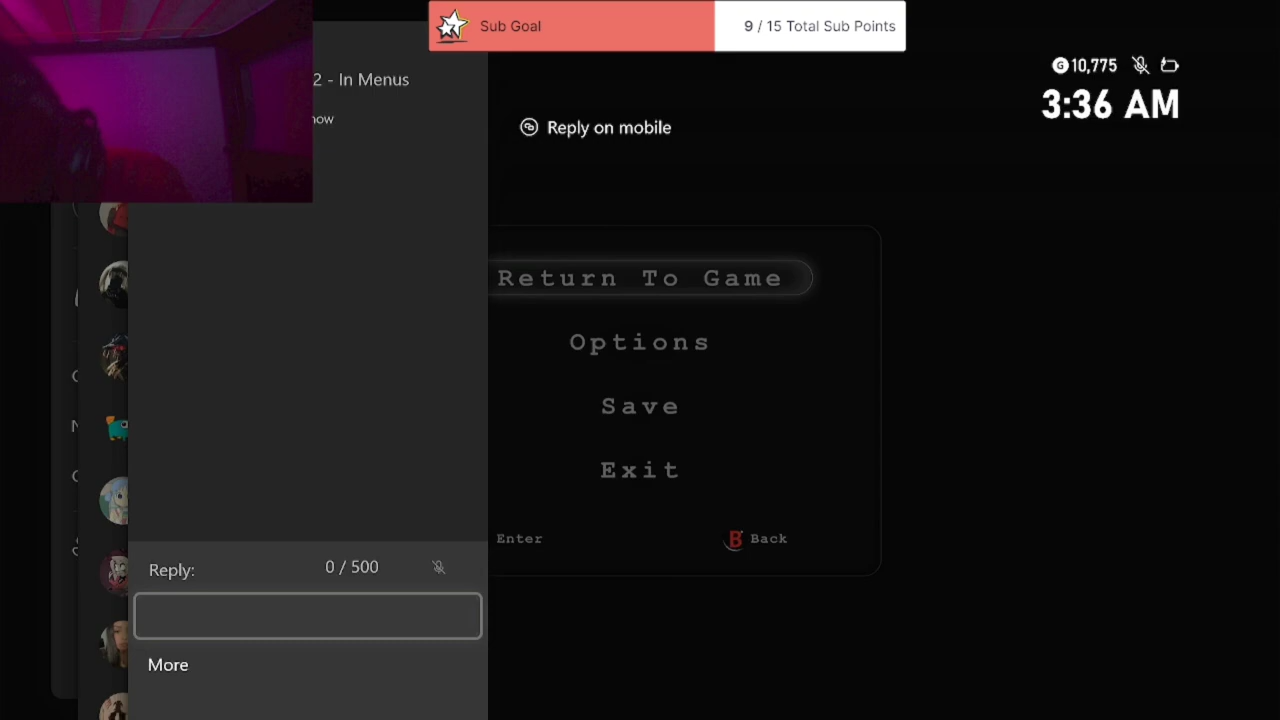 Sub Goal
9 / 15 Total Sub Points
10,775
3:36 AM
2 - In Menus
now
Reply on mobile
Return To Game
Options
Save
Exit
Enter
B Back
Reply:
0 / 500
More